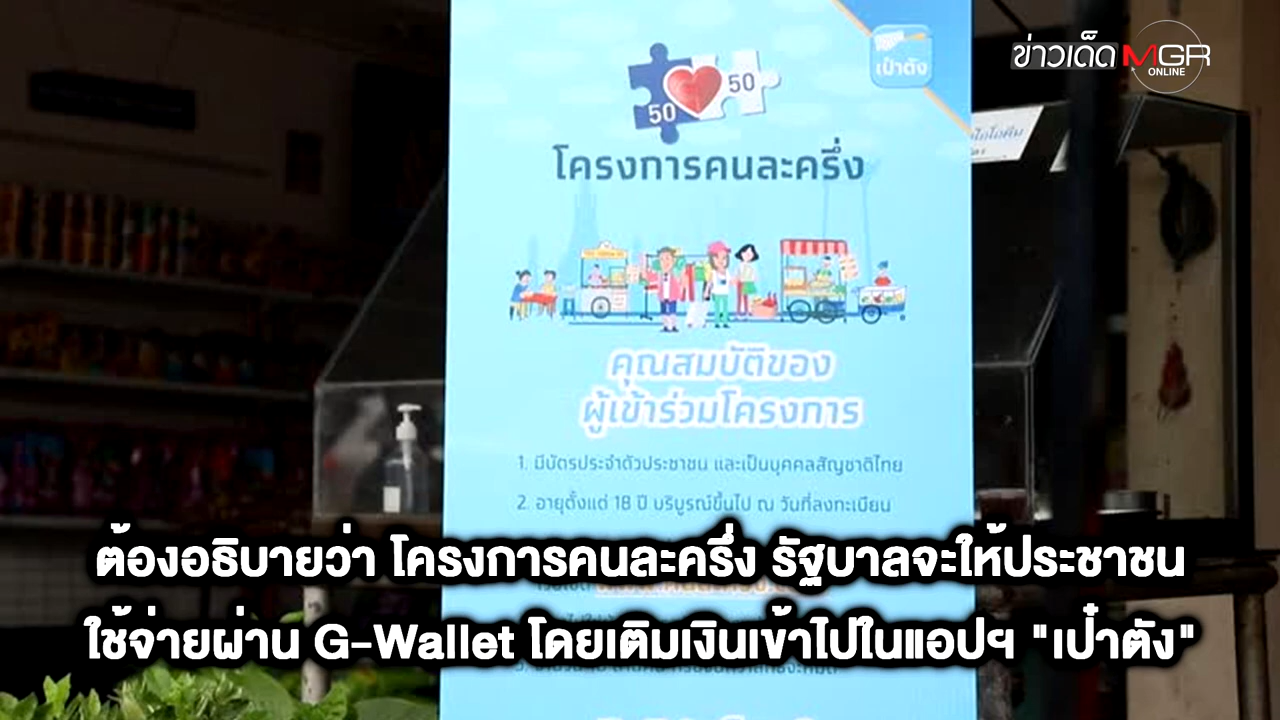 ข่าวเด็ด MGR
ONLINE
เป๋าตัง
50 50
โครงการคนละครึ่ง
คุณสมบัติของ
ผู้เข้าร่วมโครงการ
1. มีบัตรประจำตัวประชาชน และเป็นบุคคลสัญชาติไทย
2. อายุตั้งแต่ 18 ปี บริบูรณ์ขึ้นไป ณ วันที่ลงทะเบียน
ต้องอธิบายว่า โครงการคนละครึ่ง รัฐบาลจะให้ประชาชน
ใช้จ่ายผ่าน G-Wallet โดยเติมเงินเข้าไปในแอปฯ "เป๋าตัง"